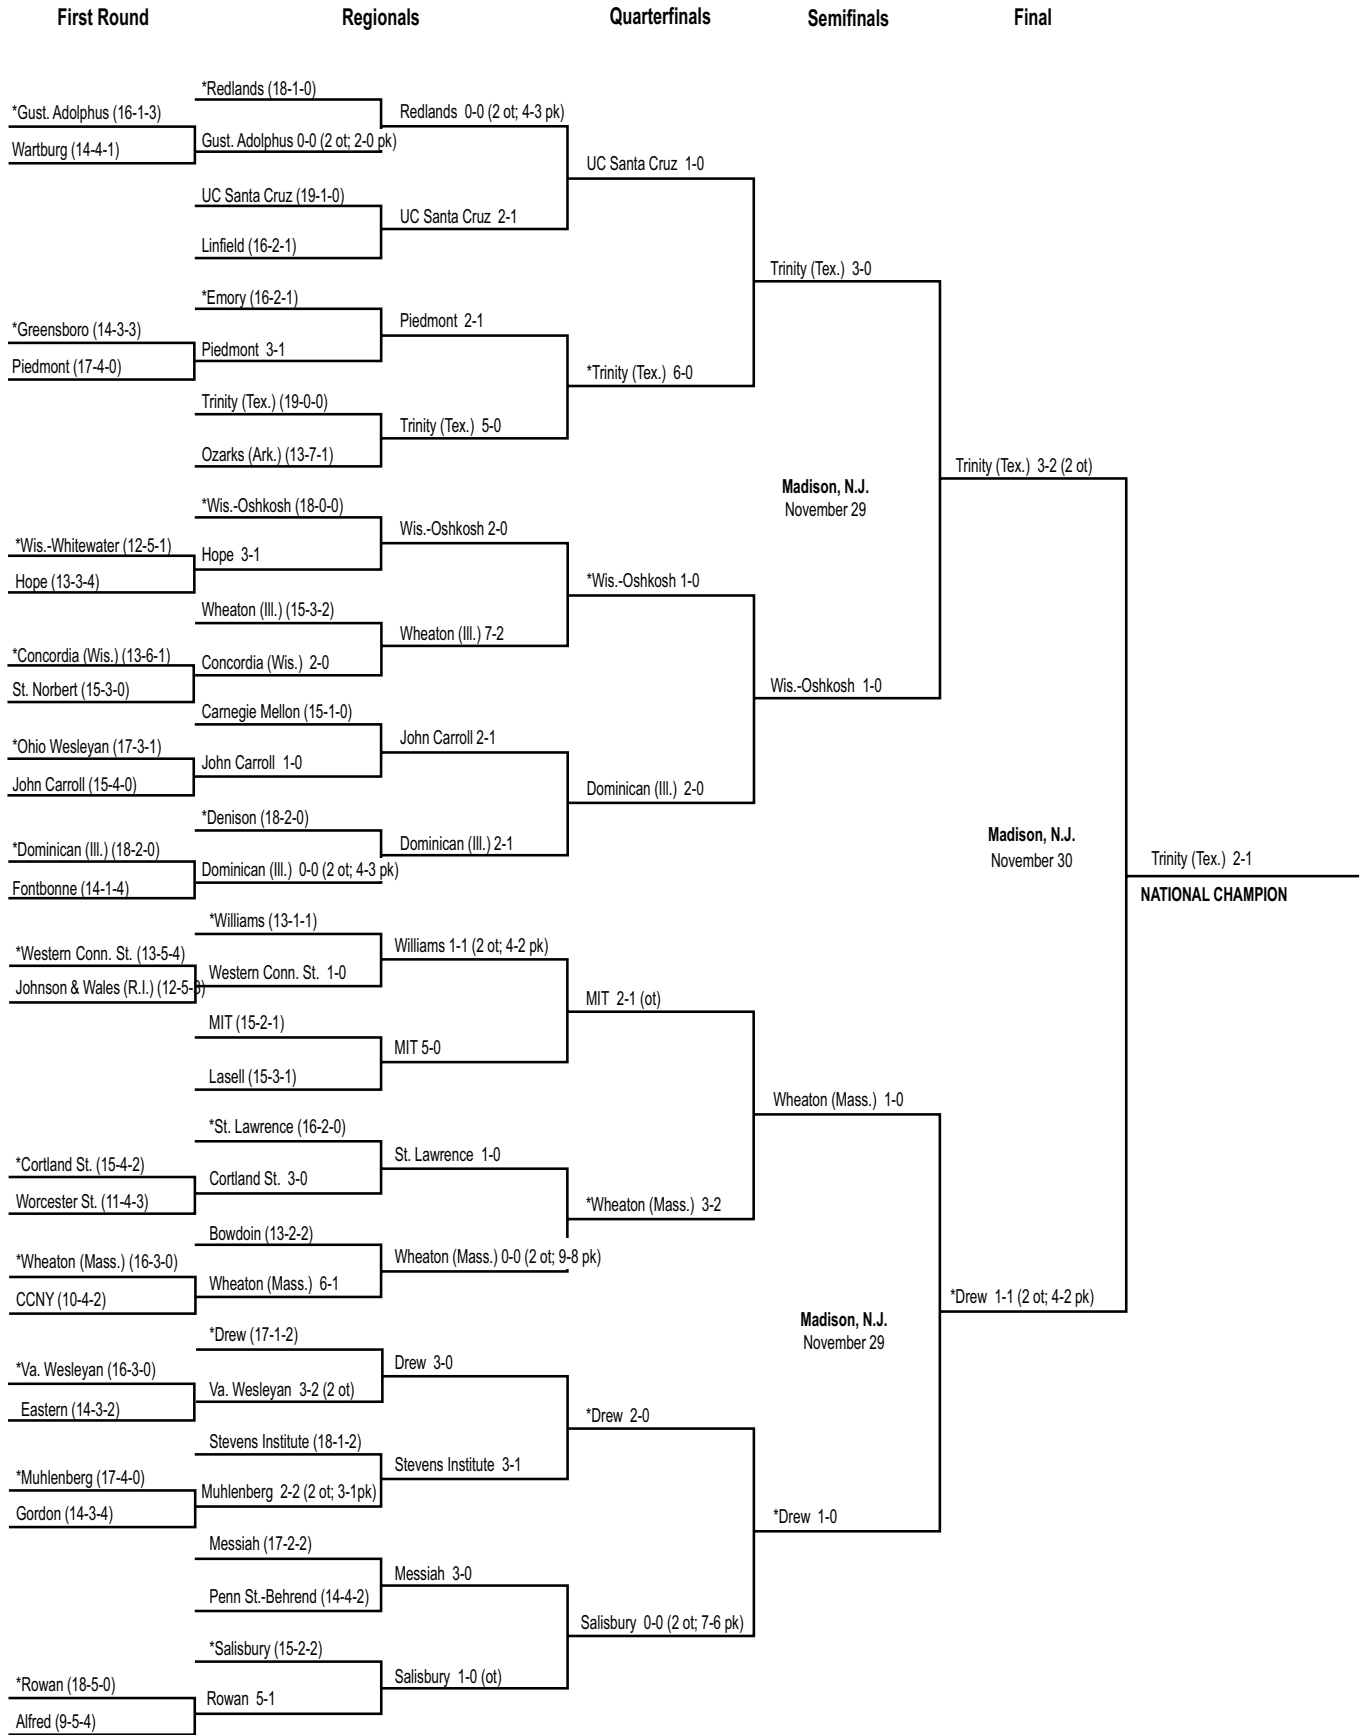 First Round
Regionals
Quarterfinals
Semifinals
Final
*Gust. Adolphus (16-1-3)
Wartburg (14-4-1)
*Greensboro (14-3-3)
Piedmont (17-4-0)
*Wis.-Whitewater (12-5-1)
Hope (13-3-4)
*Concordia (Wis.) (13-6-1)
St. Norbert (15-3-0)
*Ohio Wesleyan (17-3-1)
John Carroll (15-4-0)
*Dominican (Ill.) (18-2-0)
Fontbonne (14-1-4)
*Western Conn. St. (13-5-4)
Johnson & Wales (R.I.) (12-5-3)
*Cortland St. (15-4-2)
Worcester St. (11-4-3)
*Wheaton (Mass.) (16-3-0)
CCNY (10-4-2)
*Va. Wesleyan (16-3-0)
Eastern (14-3-2)
*Muhlenberg (17-4-0)
Gordon (14-3-4)
*Rowan (18-5-0)
Alfred (9-5-4)
*Redlands (18-1-0)
Gust. Adolphus 0-0 (2 ot; 2-0 pk)
UC Santa Cruz (19-1-0)
Linfield (16-2-1)
*Emory (16-2-1)
Piedmont 3-1
Trinity (Tex.) (19-0-0)
Ozarks (Ark.) (13-7-1)
*Wis.-Oshkosh (18-0-0)
Hope 3-1
Wheaton (Ill.) (15-3-2)
Concordia (Wis.) 2-0
Carnegie Mellon (15-1-0)
John Carroll 1-0
*Denison (18-2-0)
Dominican (Ill.) 0-0 (2 ot; 4-3 pk)
*Williams (13-1-1)
Western Conn. St. 1-0
MIT (15-2-1)
Lasell (15-3-1)
*St. Lawrence (16-2-0)
Cortland St. 3-0
Bowdoin (13-2-2)
Wheaton (Mass.) 6-1
*Drew (17-1-2)
Va. Wesleyan 3-2 (2 ot)
Stevens Institute (18-1-2)
Muhlenberg 2-2 (2 ot; 3-1pk)
Messiah (17-2-2)
Penn St.-Behrend (14-4-2)
*Salisbury (15-2-2)
Rowan 5-1
Redlands 0-0 (2 ot; 4-3 pk)
UC Santa Cruz 2-1
Piedmont 2-1
Trinity (Tex.) 5-0
Wis.-Oshkosh 2-0
Wheaton (Ill.) 7-2
John Carroll 2-1
Dominican (Ill.) 2-1
Williams 1-1 (2 ot; 4-2 pk)
MIT 5-0
St. Lawrence 1-0
Wheaton (Mass.) 0-0 (2 ot; 9-8 pk)
Drew 3-0
Stevens Institute 3-1
Messiah 3-0
Salisbury 1-0 (ot)
UC Santa Cruz 1-0
*Trinity (Tex.) 6-0
*Wis.-Oshkosh 1-0
Dominican (Ill.) 2-0
MIT 2-1 (ot)
*Wheaton (Mass.) 3-2
*Drew 2-0
Salisbury 0-0 (2 ot; 7-6 pk)
Trinity (Tex.) 3-0
Madison, N.J.
November 29
Wis.-Oshkosh 1-0
Wheaton (Mass.) 1-0
Madison, N.J.
November 29
*Drew 1-0
Trinity (Tex.) 3-2 (2 ot)
Madison, N.J.
November 30
*Drew 1-1 (2 ot; 4-2 pk)
Trinity (Tex.) 2-1
NATIONAL CHAMPION